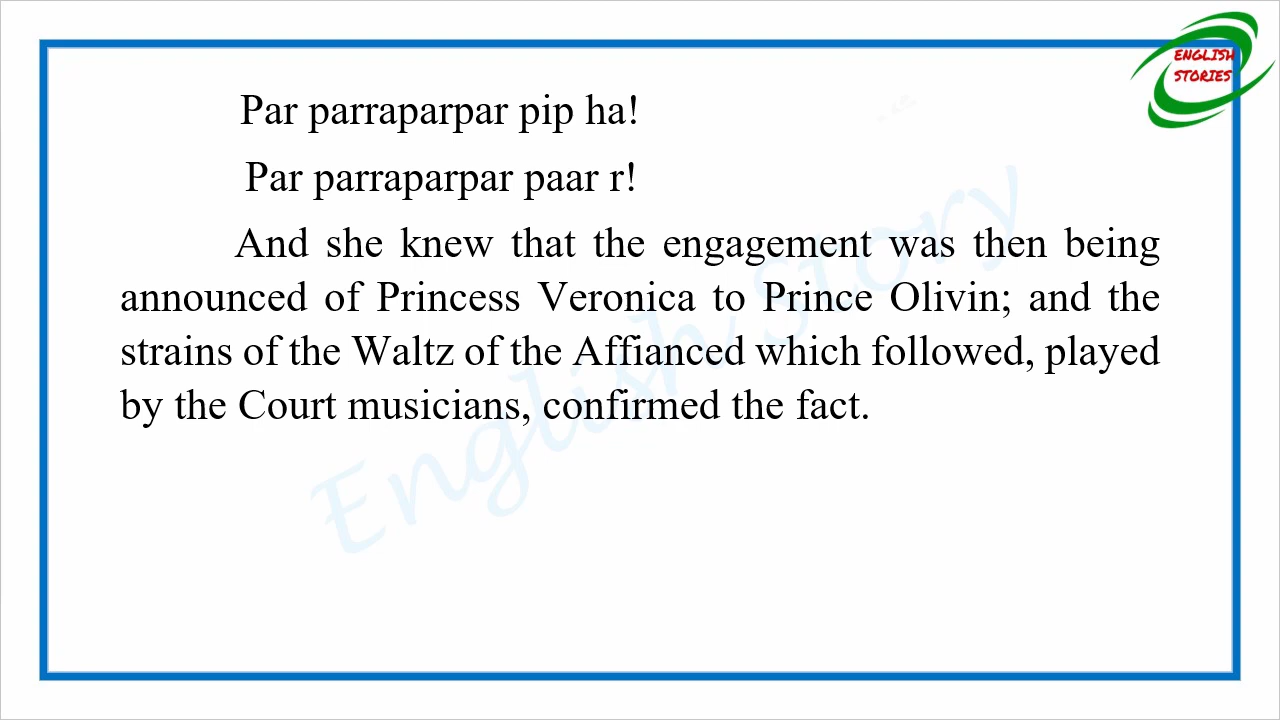 ENGLISH
STORIES
Par parraparpar pip ha!
Par parraparpar paar r!
And she knew that the engagement was then being
announced of Princess Veronica to Prince Olivin; and the
strains of the Waltz of the Affianced which followed, played
by the Court musicians, confirmed the fact.
English Story